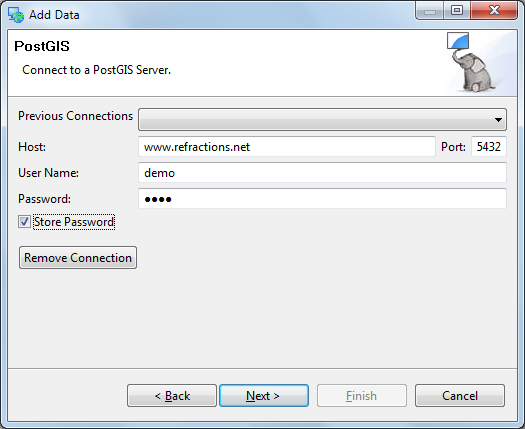 Add Data
PostGIS
Connect to a PostGIS Server.
Previous Connections
Host: www.refractions.net Port: 5432
User Name: demo
Password: ●●●●
Store Password
Remove Connection
< Back Next > Finish Cancel